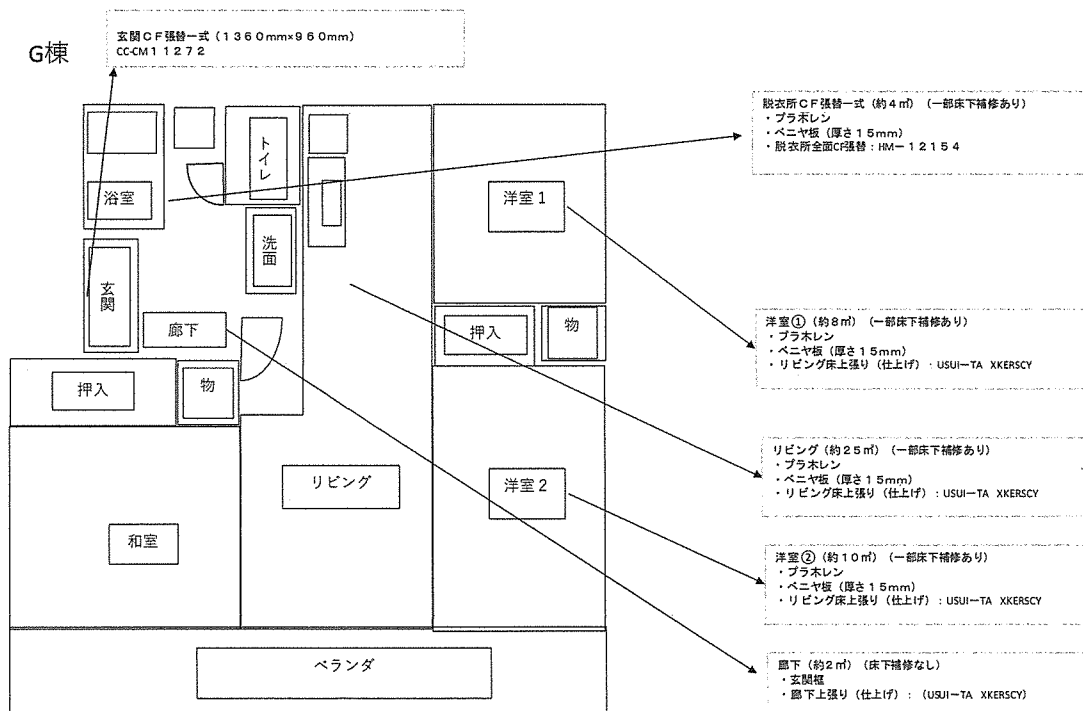 G棟
玄関CF張替一式(1360mm×960mm)
CC-CM11272
脱衣所CF張替一式(約4㎡)(一部床下補修あり)
・プラ木レン
・ベニヤ板(厚さ15mm)
・脱衣所全面CF張替:HM-12154
トイレ
浴室
洋室1
洗面
玄関
廊下
押入
物
洋室①(約8㎡)(一部床下補修あり)
・プラ木レン
・ベニヤ板(厚さ15mm)
・リビング床上張り(仕上げ):USUI-TA XKERSCY
押入
物
リビング(約25㎡)(一部床下補修あり)
・プラ木レン
・ベニヤ板(厚さ15mm)
・リビング床上張り(仕上げ):USUI-TA XKERSCY
リビング
洋室2
和室
洋室②(約10㎡)(一部床下補修あり)
・プラ木レン
・ベニヤ板(厚さ15mm)
・リビング床上張り(仕上げ):USUI-TA XKERSCY
ベランダ
廊下(約2㎡)(床下補修なし)
・玄関框
・廊下上張り(仕上げ):(USUI-TA XKERSCY)